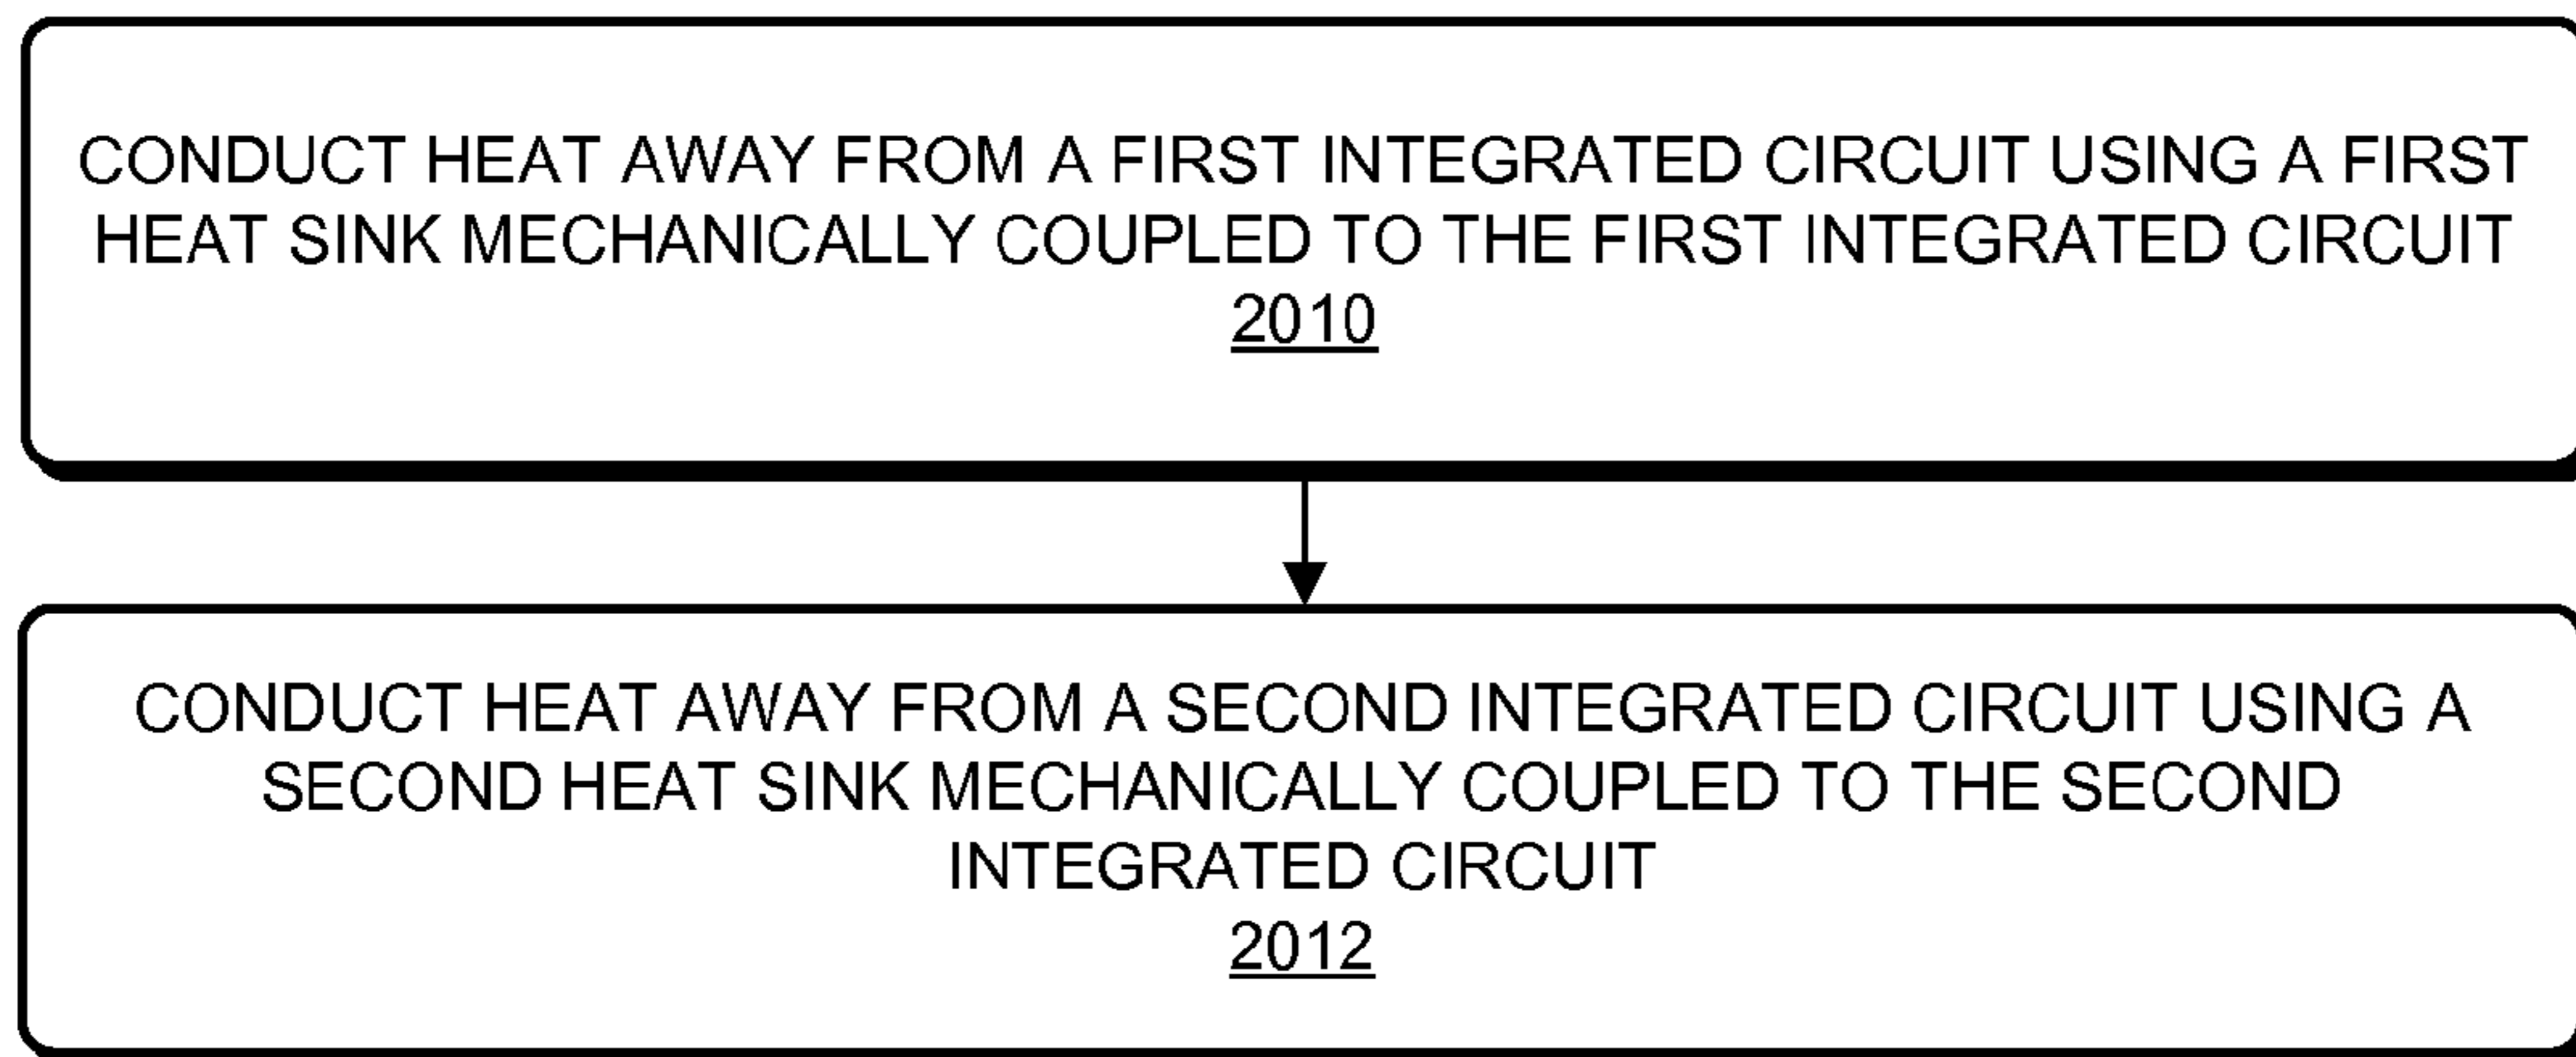 CONDUCT HEAT AWAY FROM A FIRST INTEGRATED CIRCUIT USING A FIRST
HEAT SINK MECHANICALLY COUPLED TO THE FIRST INTEGRATED CIRCUIT
2010
CONDUCT HEAT AWAY FROM A SECOND INTEGRATED CIRCUIT USING A
SECOND HEAT SINK MECHANICALLY COUPLED TO THE SECOND
INTEGRATED CIRCUIT
2012